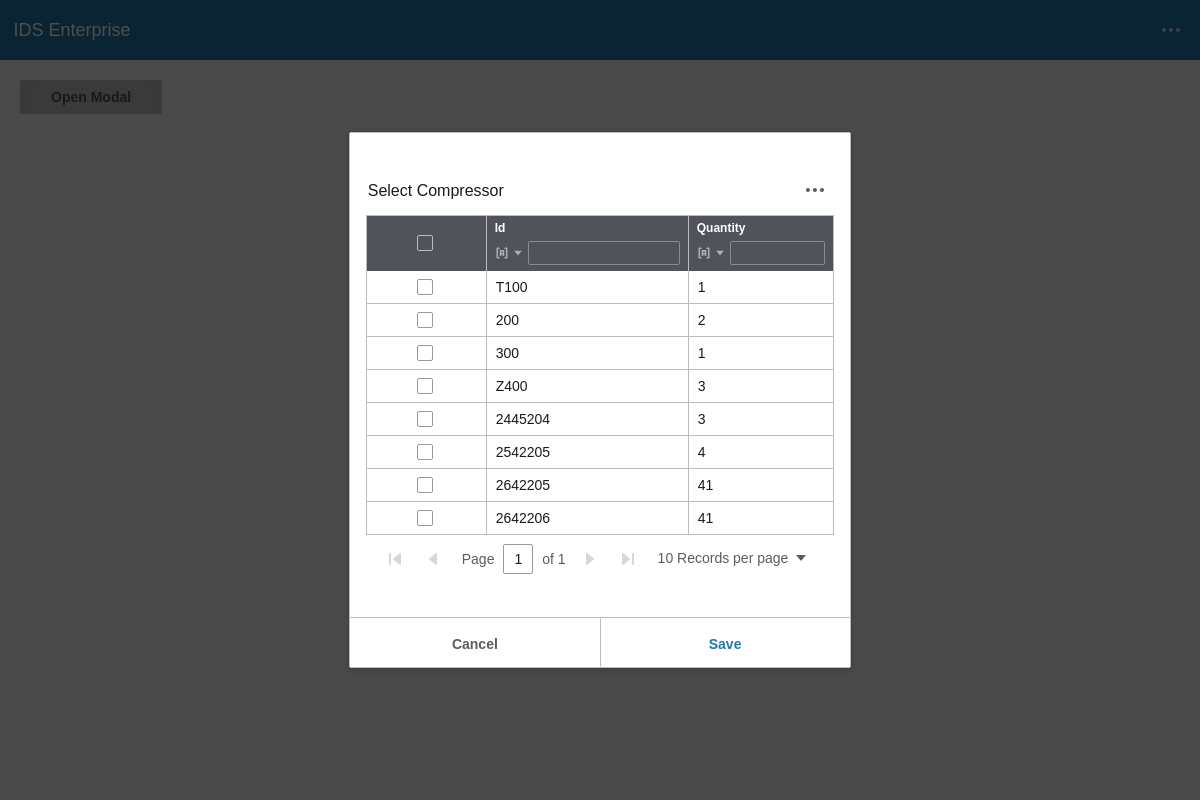 IDS Enterprise
Open Modal
Select Compressor
Id
Quantity
T100 1
200 2
300 1
Z400 3
2445204 3
2542205 4
2642205 41
2642206 41
Page 1 of 1
10 Records per page
Cancel
Save